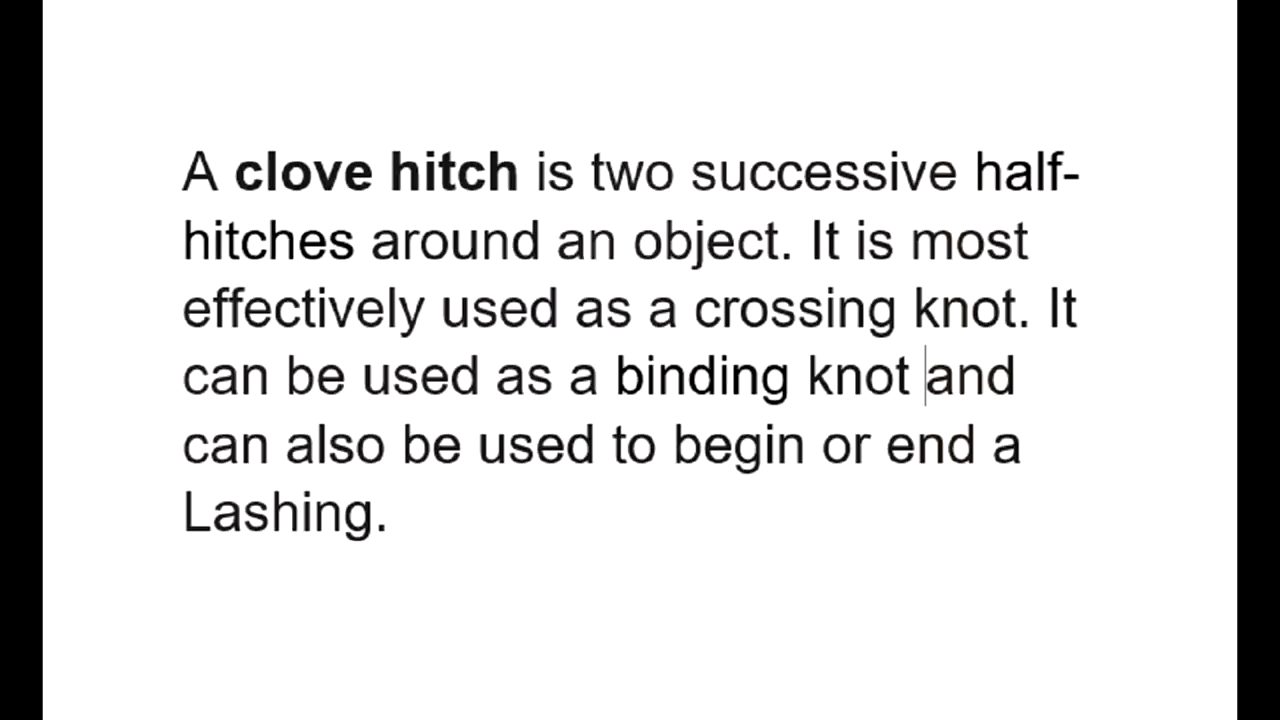 A clove hitch is two successive half-
hitches around an object. It is most
effectively used as a crossing knot. It
can be used as a binding knot and
can also be used to begin or end a
Lashing.